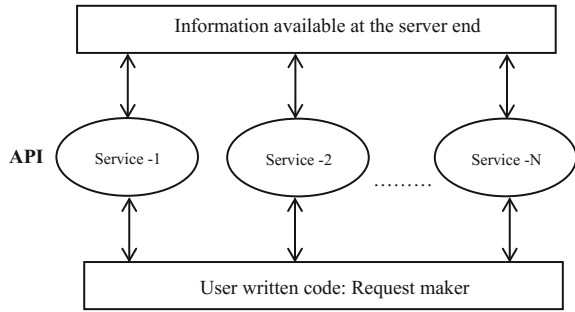 Information available at the server end
API
Service -1
Service -2
.........
Service -N
User written code: Request maker